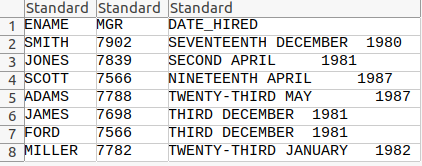 Standard Standard Standard
1 ENAME MGR DATE_HIRED
2 SMITH 7902 SEVENTEENTH DECEMBER  1980
3 JONES 7839 SECOND APRIL     1981
4 SCOTT 7566 NINETEENTH APRIL     1987
5 ADAMS 7788 TWENTY-THIRD MAY       1987
6 JAMES 7698 THIRD DECEMBER  1981
7 FORD 7566 THIRD DECEMBER  1981
8 MILLER 7782 TWENTY-THIRD JANUARY   1982